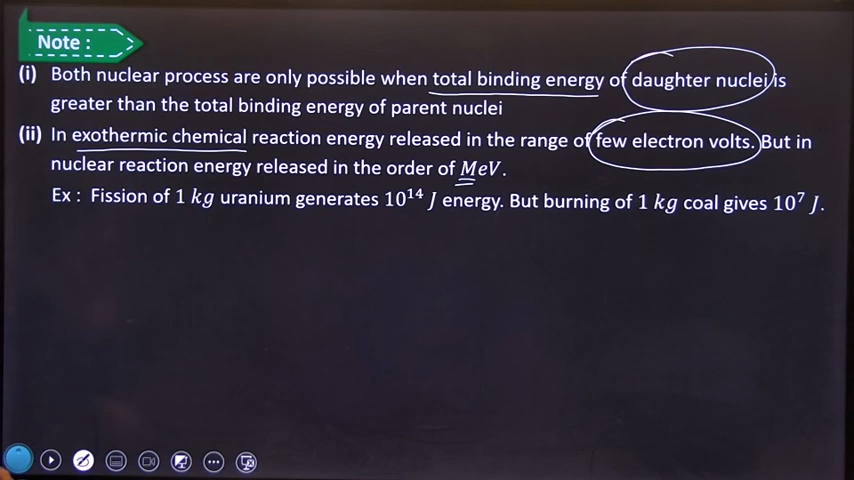 Note :
(i) Both nuclear process are only possible when total binding energy of daughter nuclei is
greater than the total binding energy of parent nuclei
(ii) In exothermic chemical reaction energy released in the range of few electron volts. But in
nuclear reaction energy released in the order of MeV.
Ex : Fission of 1 kg uranium generates 10¹⁴ J energy. But burning of 1 kg coal gives 10⁷ J.